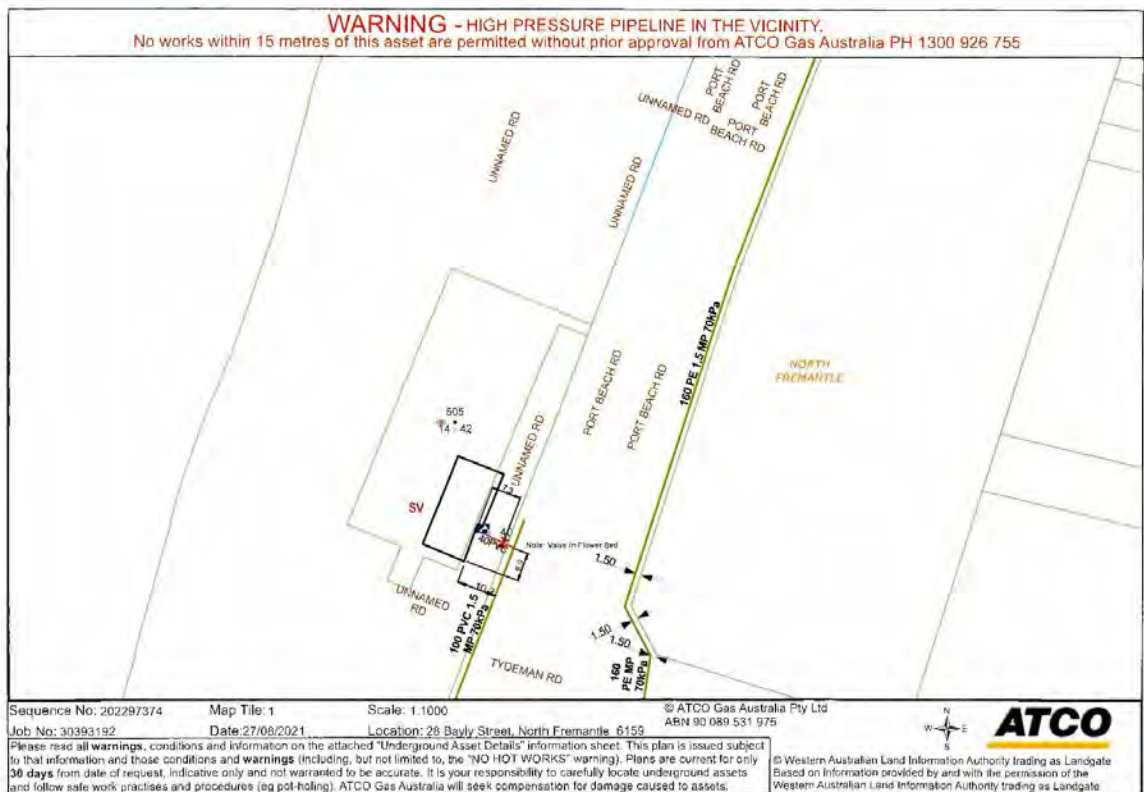 WARNING - HIGH PRESSURE PIPELINE IN THE VICINITY.
No works within 15 metres of this asset are permitted without prior approval from ATCO Gas Australia PH 1300 926 755
PORT BEACH RD
PORT BEACH RD
UNNAMED RD
PORT BEACH RD
UNNAMED RD
UNNAMED RD
160 PE 1.5 MP 70kPa
NORTH FREMANTLE
PORT BEACH RD
PORT BEACH RD
605
14 - 42
UNNAMED RD
SV
Note: Valve in Flower Bed
1.50
UNNAMED RD
100 PVC 1.5 MP 70kPa
1.50
1.50
TYDEMAN RD
160 PE MP 70kPa
Sequence No: 202297374
Map Tile: 1
Scale: 1.1000
© ATCO Gas Australia Pty Ltd
ABN 90 089 531 975
Job No: 30393192
Date:27/08/2021
Location: 28 Bayly Street, North Fremantle 6159
N
W
E
S
ATCO
Please read all warnings, conditions and information on the attached "Underground Asset Details" information sheet. This plan is issued subject
to that information and those conditions and warnings (including, but not limited to, the "NO HOT WORKS" warning). Plans are current for only
30 days from date of request, indicative only and not warranted to be accurate. It is your responsibility to carefully locate underground assets
and follow safe work practises and procedures (eg pot-holing). ATCO Gas Australia will seek compensation for damage caused to assets.
© Western Australian Land Information Authority trading as Landgate
Based on information provided by and with the permission of the
Western Australian Land Information Authority trading as Landgate